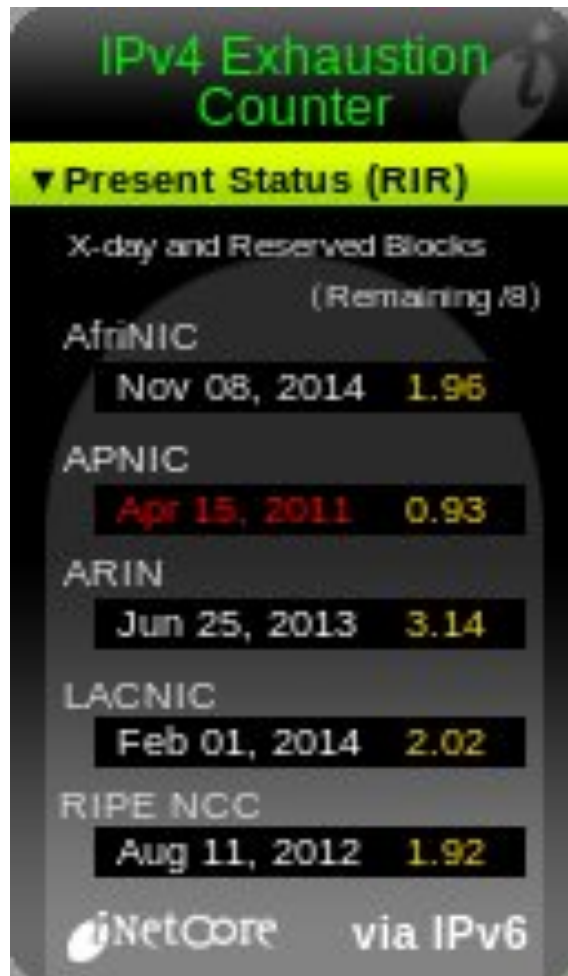 IPv4 Exhaustion
Counter
▼Present Status (RIR)
X-day and Reserved Blocks
(Remaining /8)
AfriNIC
Nov 08, 2014 1.96
APNIC
Apr 15, 2011 0.93
ARIN
Jun 25, 2013 3.14
LACNIC
Feb 01, 2014 2.02
RIPE NCC
Aug 11, 2012 1.92
iNetCore via IPv6